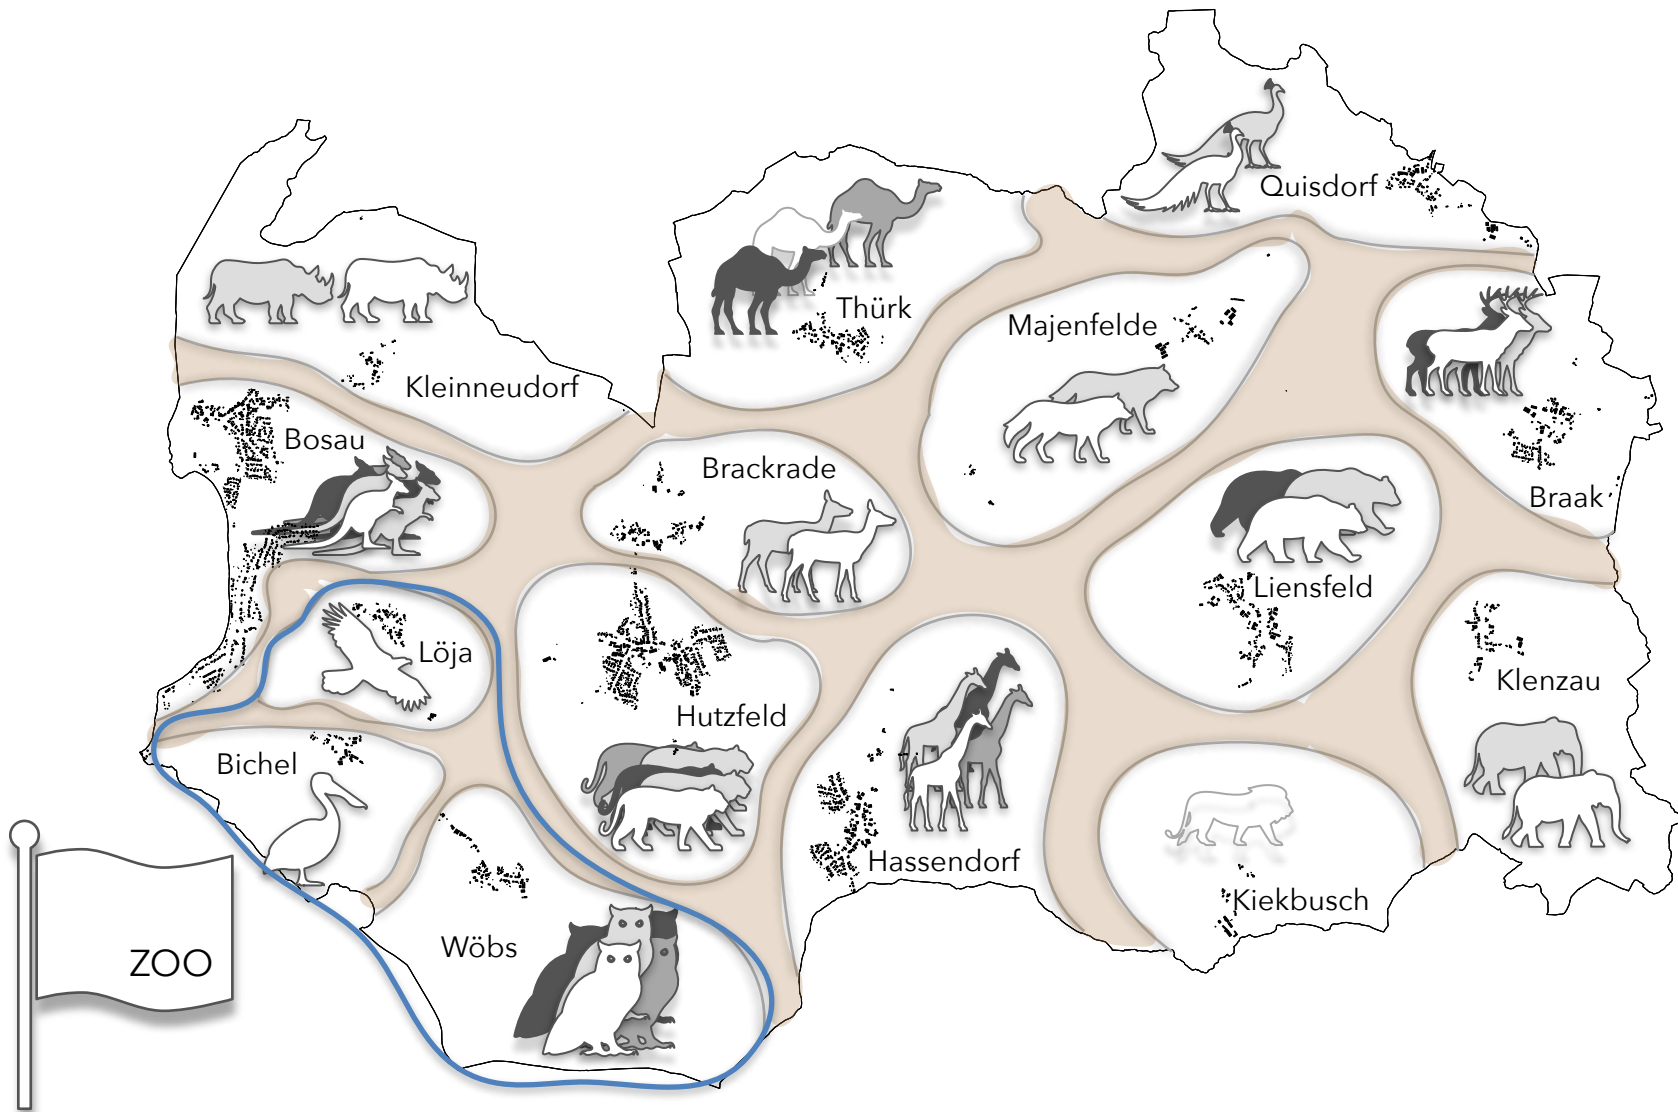 Quisdorf
Thürk
Majenfelde
Kleinneudorf
Bosau
Brackrade
Braak
Liensfeld
Löja
Klenzau
Hutzfeld
Bichel
Hassendorf
Kiekbusch
Wöbs
ZOO